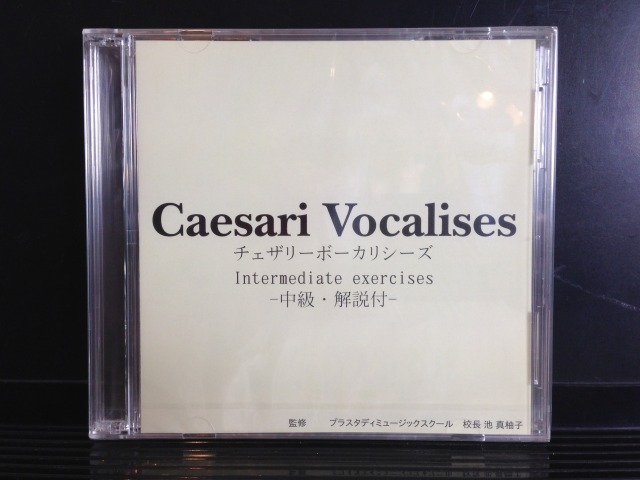 Caesari Vocalises
チェザリーボーカリシーズ
Intermediate exercises
−中級・解説付−
監修 プラスタディミュージックスクール 校長 池 真柚子